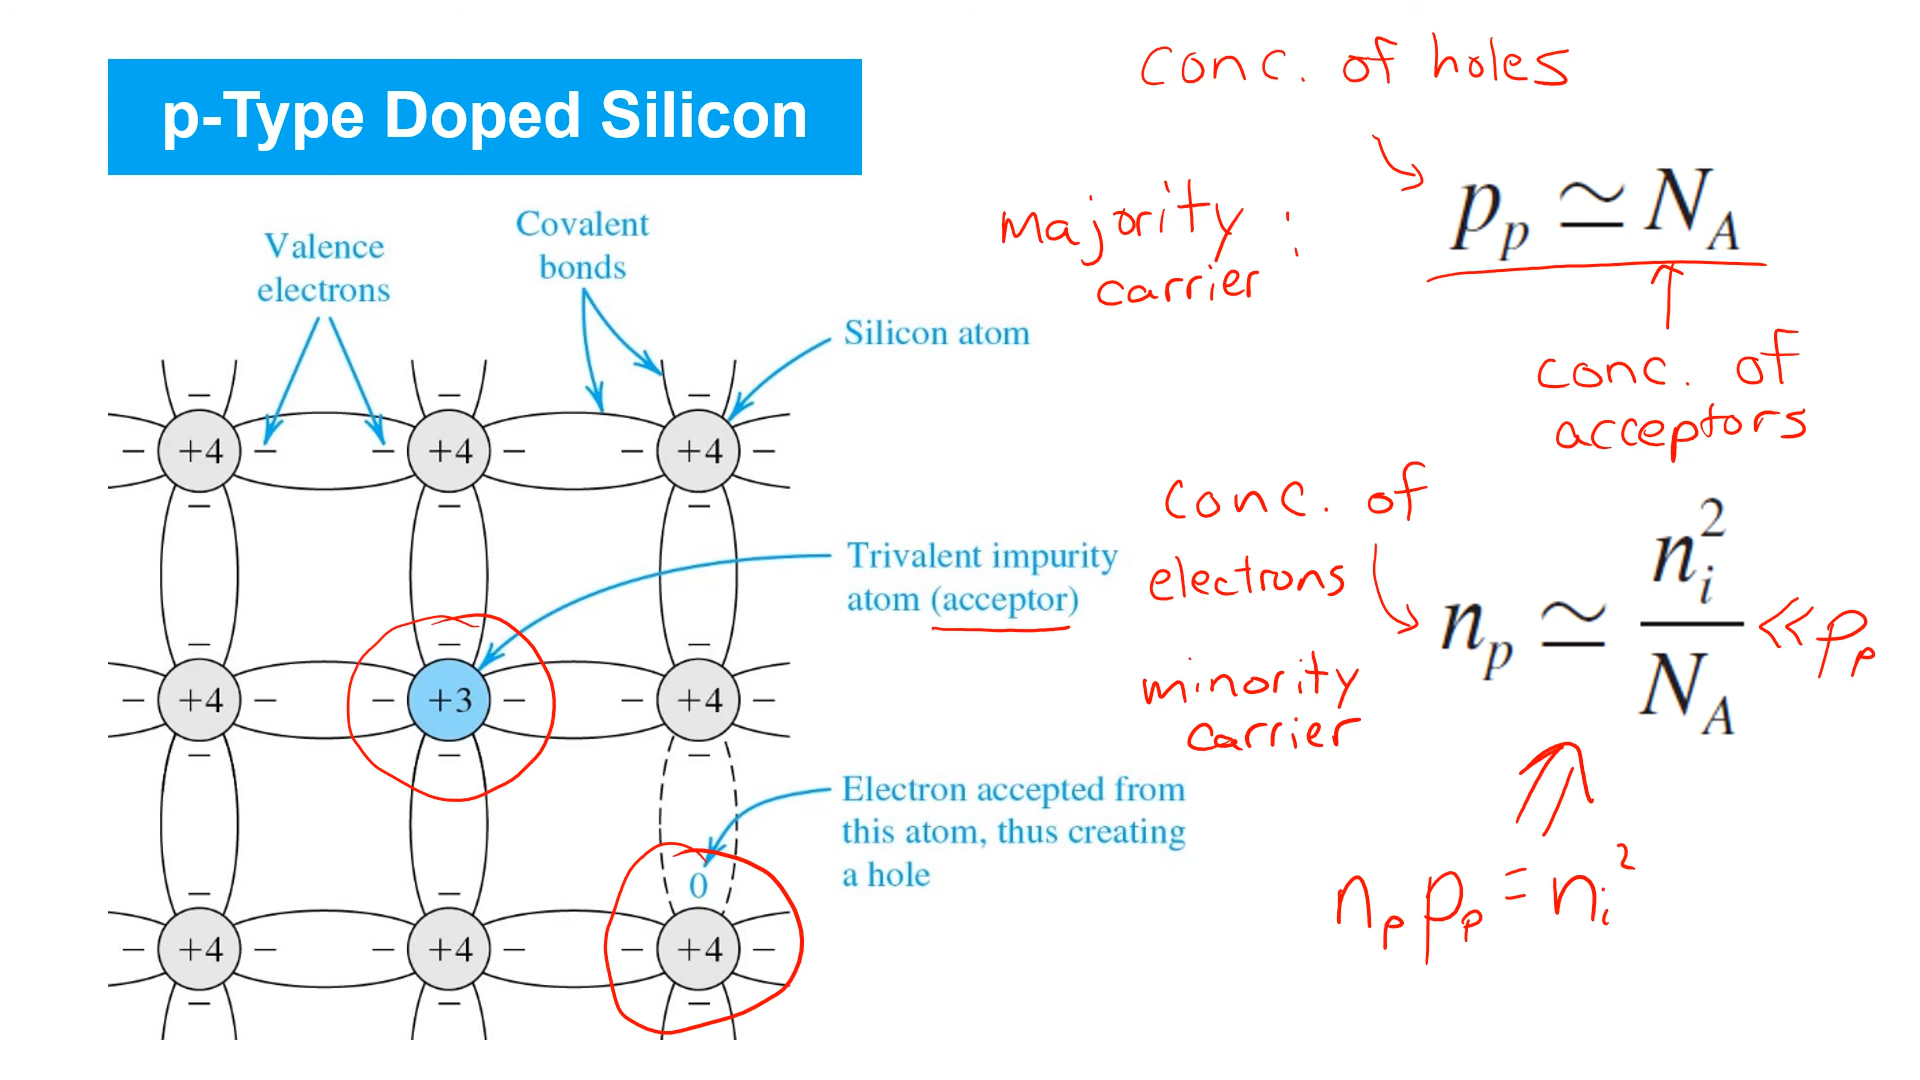 p-Type Doped Silicon
Valence
electrons
Covalent
bonds
Silicon atom
+4 +4 +4
Trivalent impurity
atom (acceptor)
+4 +3 +4
Electron accepted from
this atom, thus creating
a hole
0
+4 +4 +4
conc. of holes
majority :
carrier
p_p ≃ N_A
conc. of
acceptors
conc. of
electrons
minority
carrier
n_p ≃ n_i^2 / N_A << p_p
n_p p_p = n_i^2